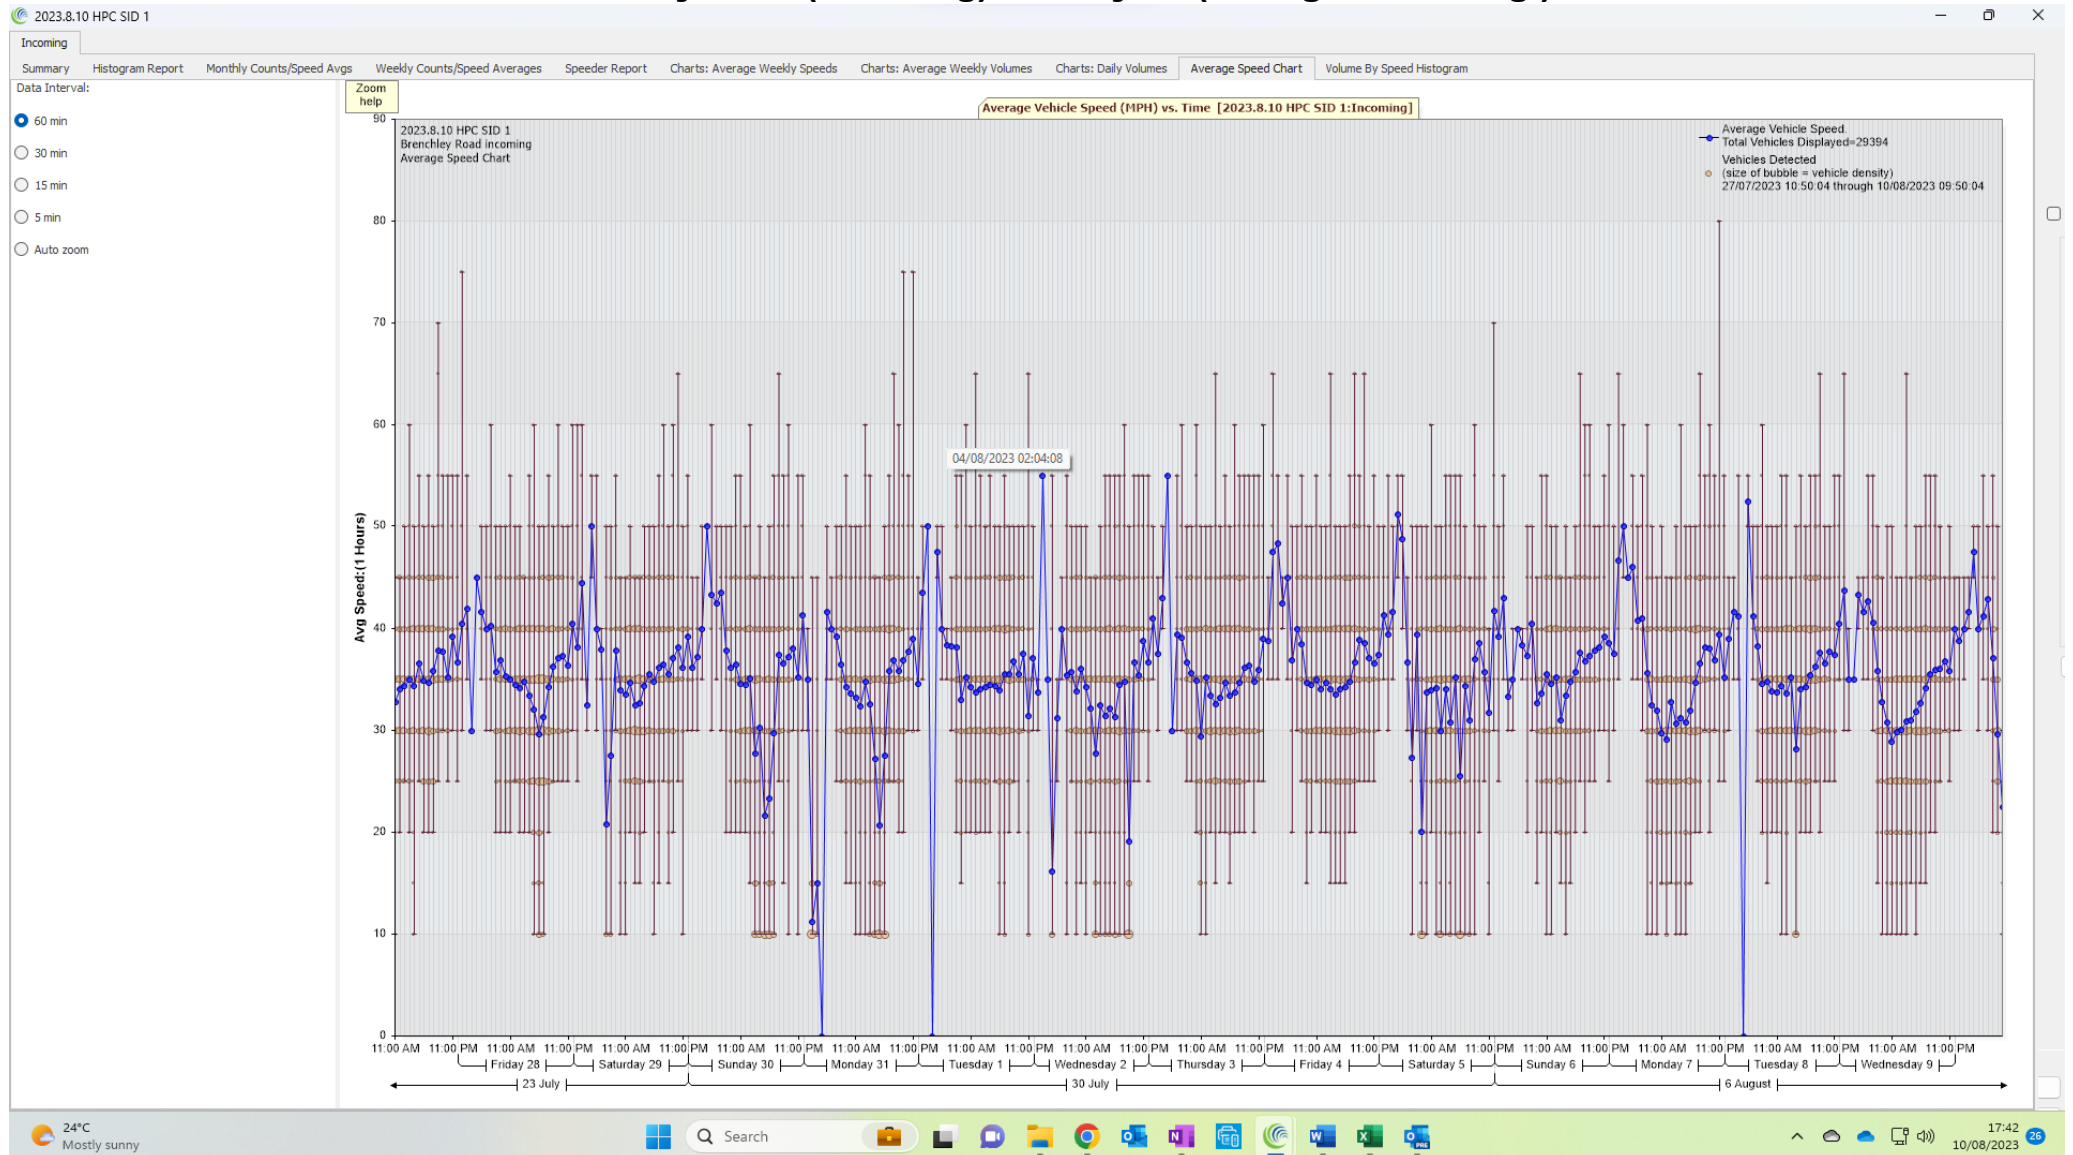 2023.8.10 HPC SID 1
Incoming
Summary Histogram Report Monthly Counts/Speed Avgs Weekly Counts/Speed Averages Speeder Report Charts: Average Weekly Speeds Charts: Average Weekly Volumes Charts: Daily Volumes Average Speed Chart Volume By Speed Histogram
Data Interval:
60 min
30 min
15 min
5 min
Auto zoom
Zoom
help
Average Vehicle Speed (MPH) vs. Time [2023.8.10 HPC SID 1:Incoming]
2023.8.10 HPC SID 1
Brenchley Road incoming
Average Speed Chart
Average Vehicle Speed.
Total Vehicles Displayed=29394
Vehicles Detected
(size of bubble = vehicle density)
27/07/2023 10:50:04 through 10/08/2023 09:50:04
90
80
70
60
50
40
30
20
10
0
Avg Speed:(1 Hours)
04/08/2023 02:04:08
11:00 AM 11:00 PM 11:00 AM 11:00 PM 11:00 AM 11:00 PM 11:00 AM 11:00 PM 11:00 AM 11:00 PM 11:00 AM 11:00 PM 11:00 AM 11:00 PM 11:00 AM 11:00 PM 11:00 AM 11:00 PM 11:00 AM 11:00 PM 11:00 AM 11:00 PM 11:00 AM 11:00 PM 11:00 AM 11:00 PM 11:00 AM 11:00 PM
Friday 28 Saturday 29 Sunday 30 Monday 31 Tuesday 1 Wednesday 2 Thursday 3 Friday 4 Saturday 5 Sunday 6 Monday 7 Tuesday 8 Wednesday 9
23 July 30 July 6 August
24°C
Mostly sunny
Search
17:42
10/08/2023
26